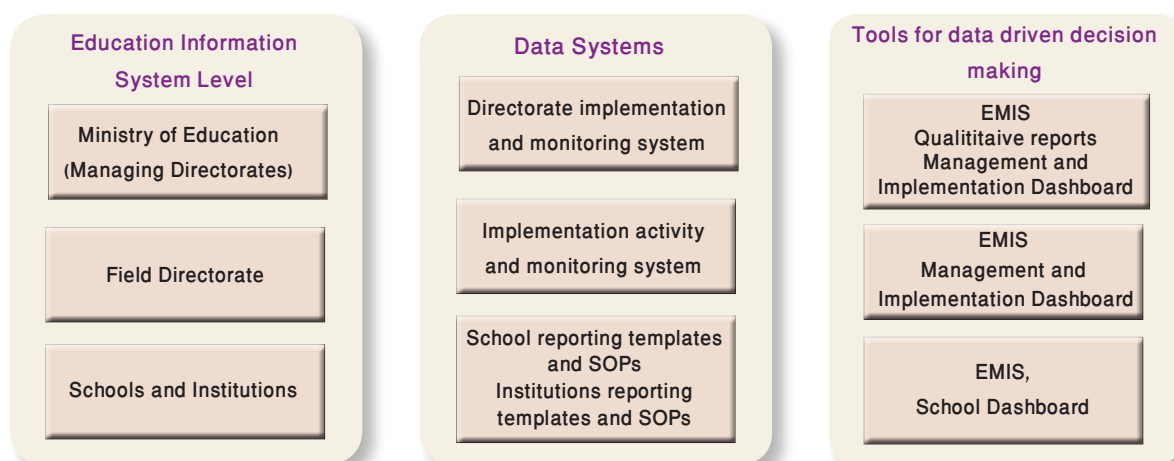 Education Information
System Level
Ministry of Education
(Managing Directorates)
Field Directorate
Schools and Institutions
Data Systems
Directorate implementation
and monitoring system
Implementation activity
and monitoring system
School reporting templates
and SOPs
Institutions reporting
templates and SOPs
Tools for data driven decision
making
EMIS
Qualititaive reports
Management and
Implementation Dashboard
EMIS
Management and
Implementation Dashboard
EMIS,
School Dashboard